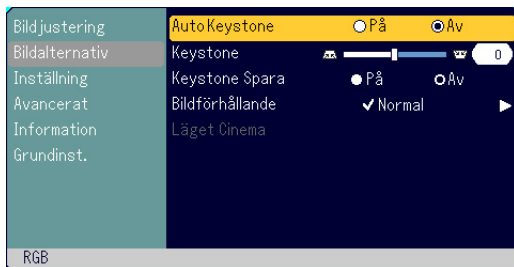 Bildjustering
Bildalternativ
Inställning
Avancerat
Information
Grundinst.
Auto Keystone På Av
Keystone 0
Keystone Spara På Av
Bildförhållande Normal
Läget Cinema
RGB